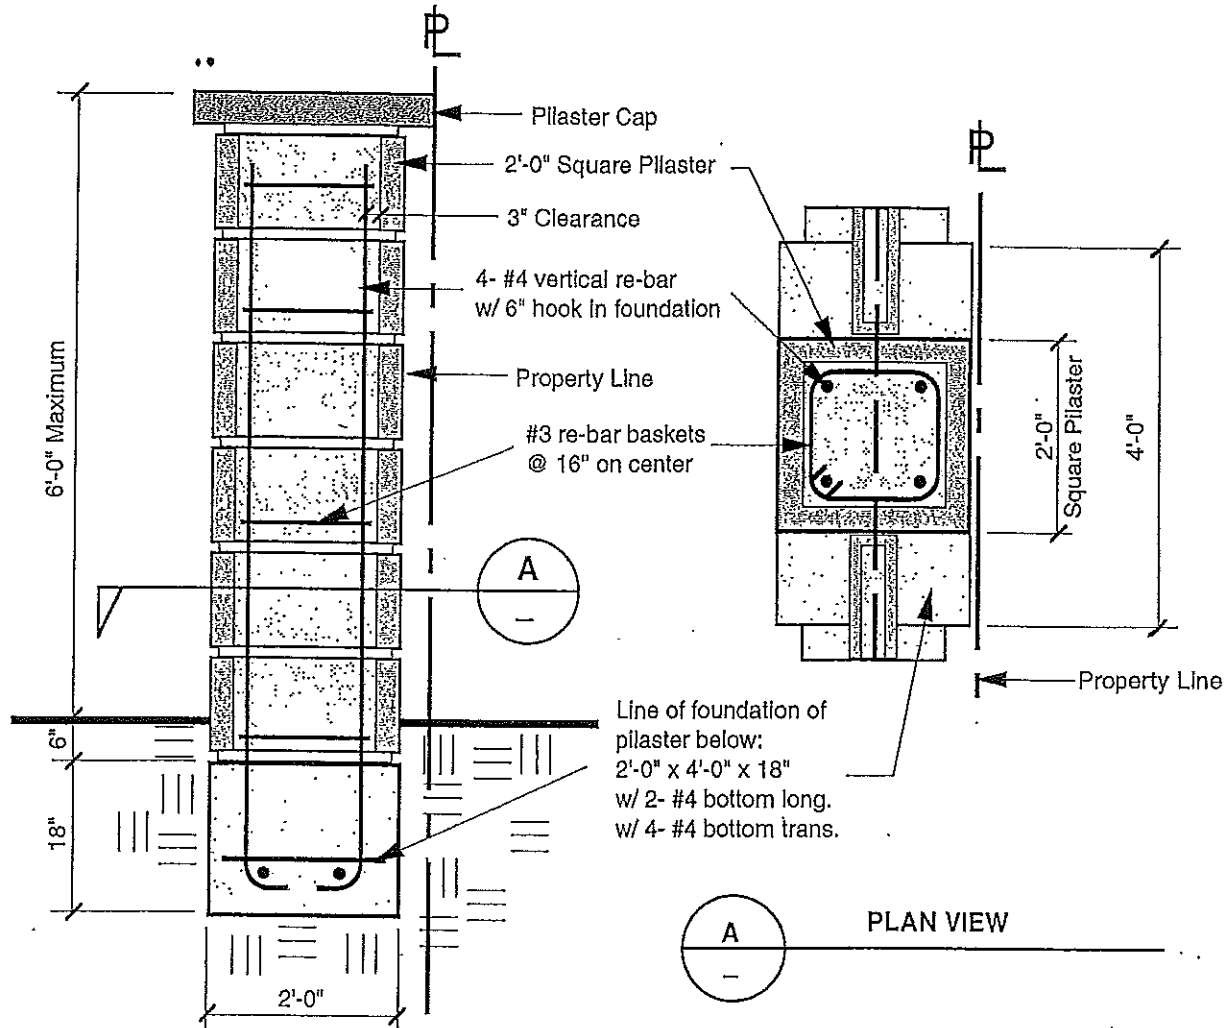 PL
Pilaster Cap
2'-0" Square Pilaster
3" Clearance
4- #4 vertical re-bar
w/ 6" hook in foundation
Property Line
#3 re-bar baskets
@ 16" on center
6'-0" Maximum
A
–
6"
18"
2'-0"
Line of foundation of
pilaster below:
2'-0" x 4'-0" x 18"
w/ 2- #4 bottom long.
w/ 4- #4 bottom trans.
PL
2'-0"
Square Pilaster
4'-0"
Property Line
A
–
PLAN VIEW